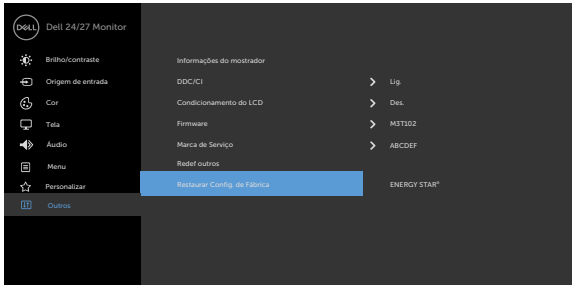 DELL Dell 24/27 Monitor
Brilho/contraste Informações do mostrador
Origem de entrada DDC/CI Lig.
Cor Condicionamento do LCD Des.
Tela Firmware M3T102
Áudio Marca de Serviço ABCDEF
Menu Redef outros
Personalizar Restaurar Config. de Fábrica ENERGY STAR®
Outros